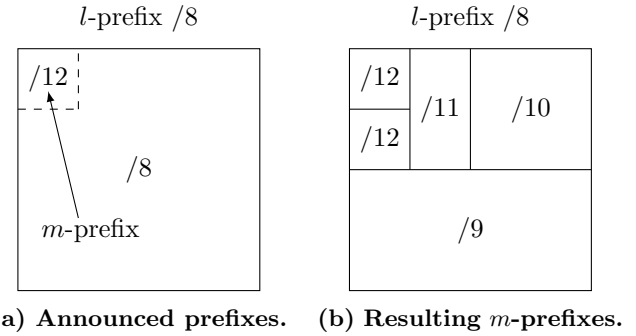 l-prefix /8
/12
/8
m-prefix
a) Announced prefixes.
l-prefix /8
/12
/11
/10
/12
/9
(b) Resulting m-prefixes.